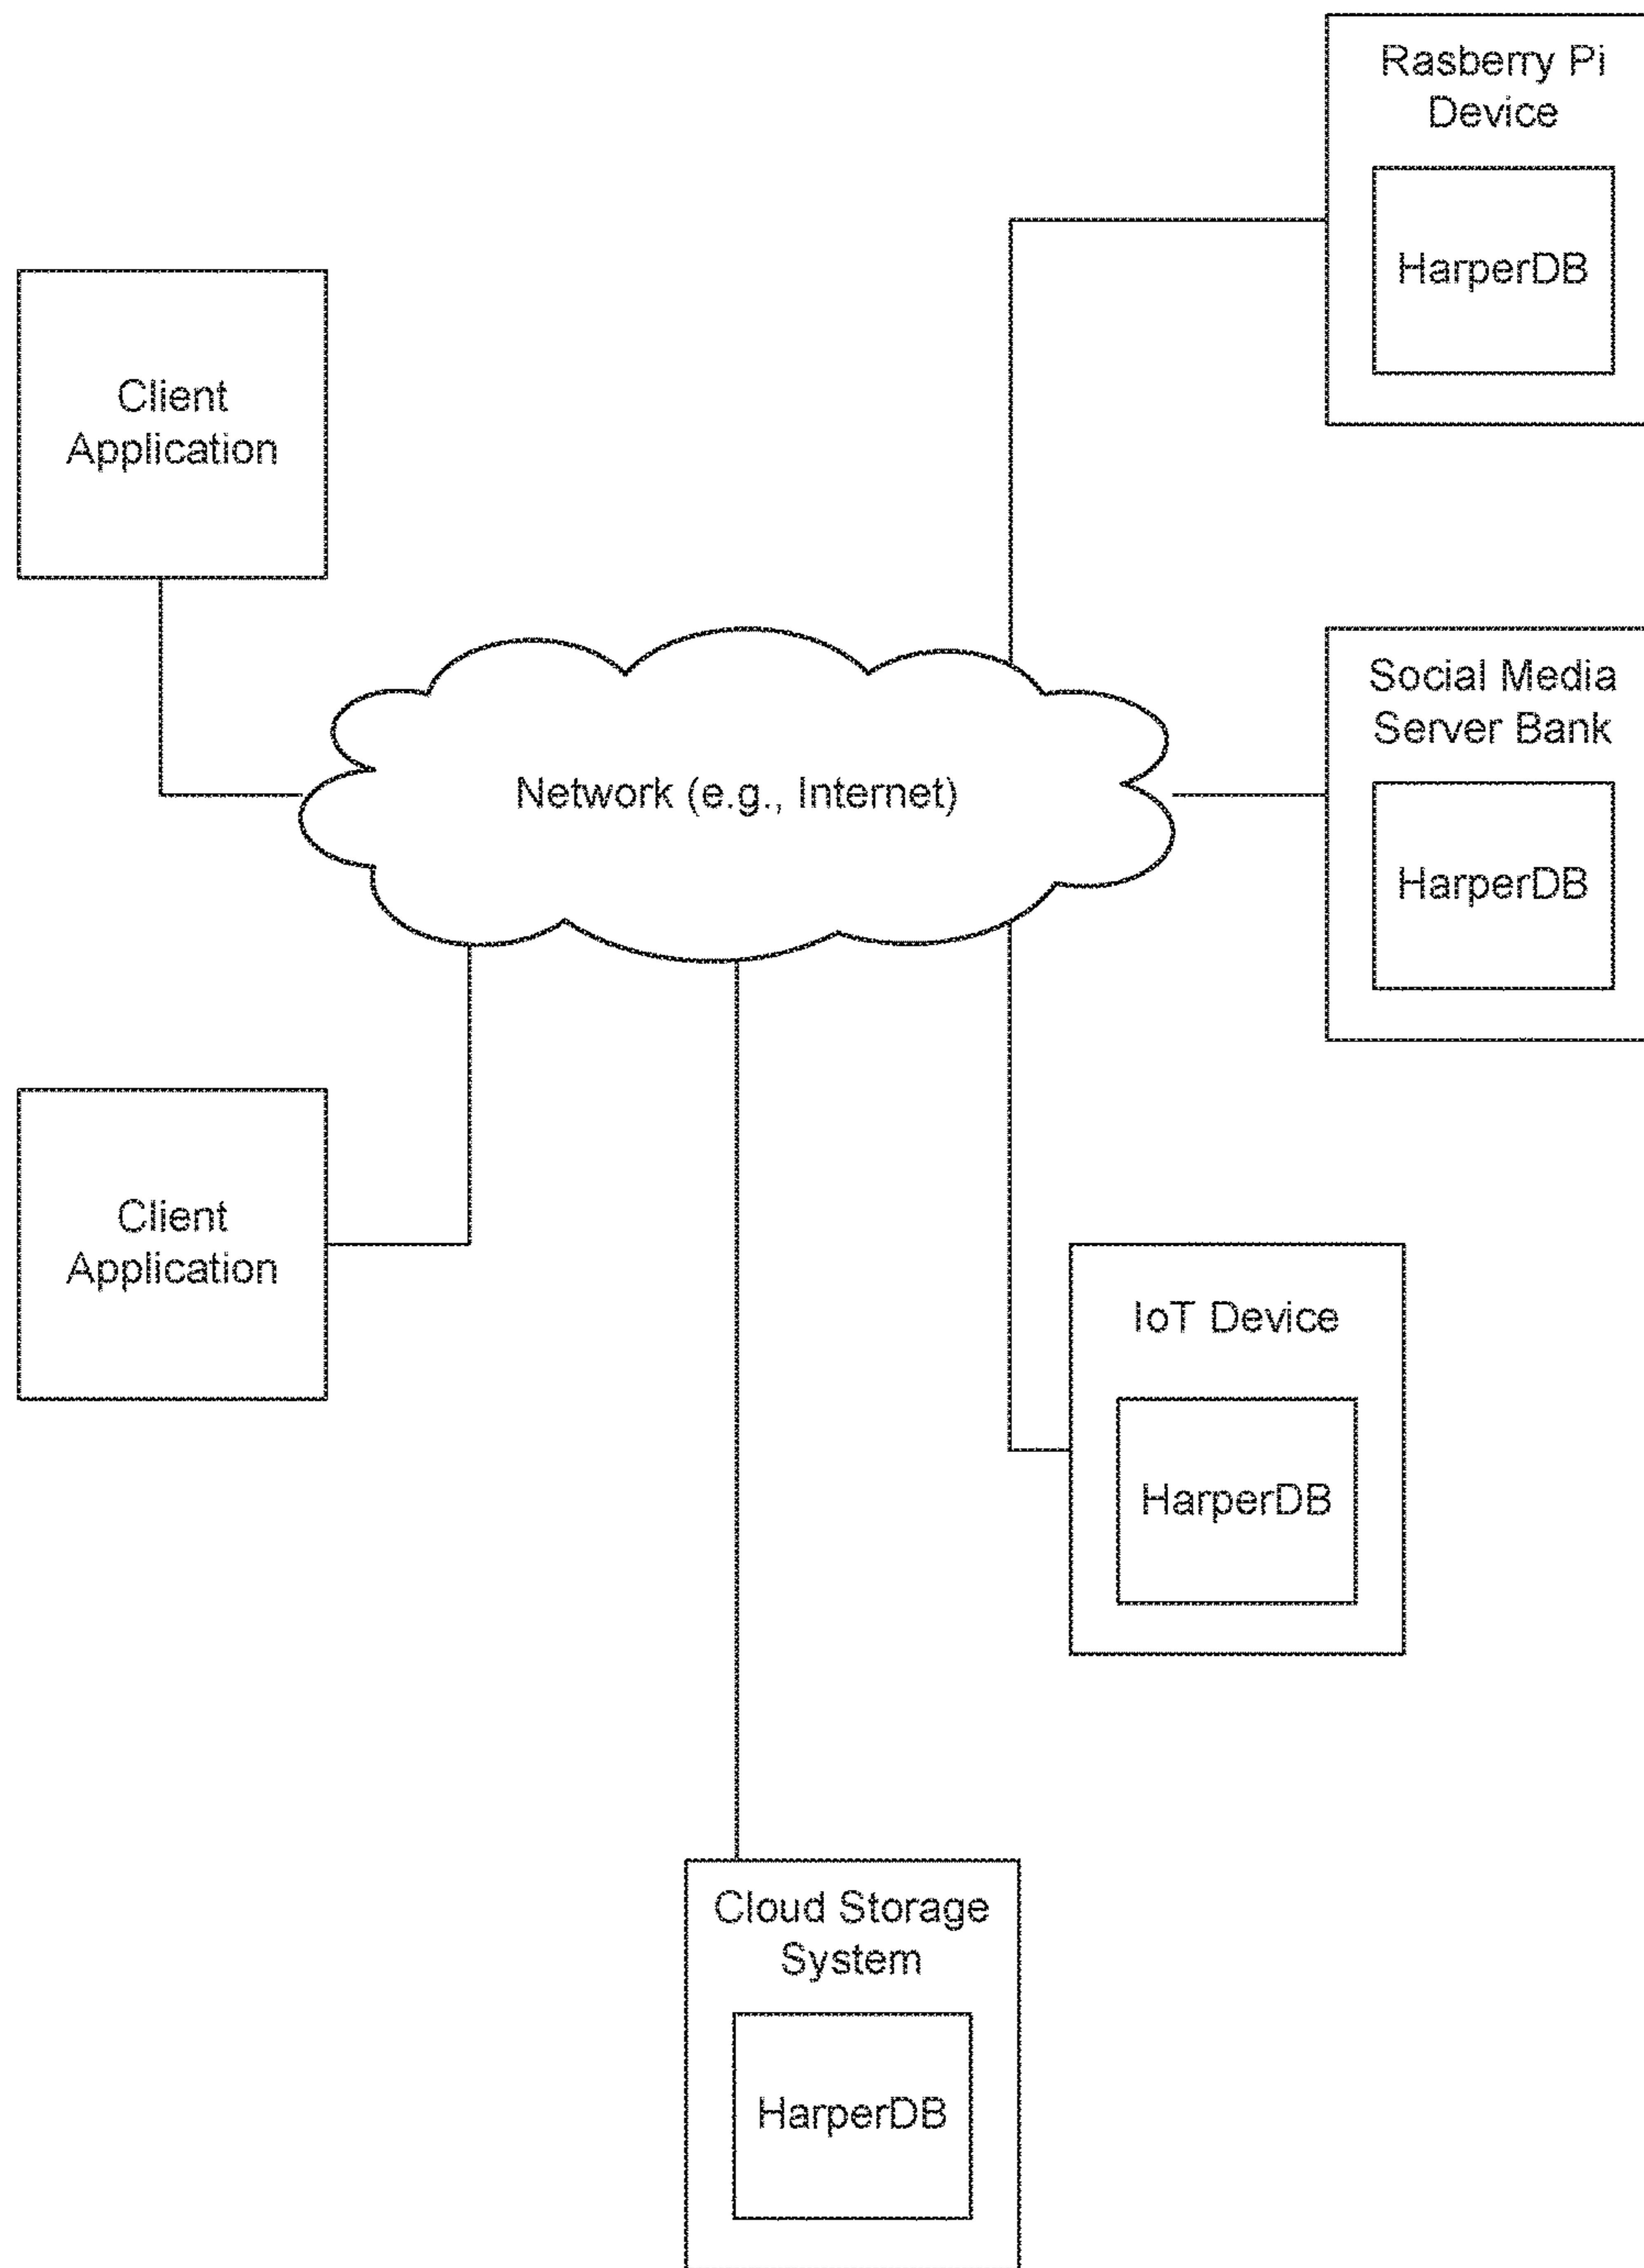 Rasberry Pi
Device
HarperDB
Client
Application
Social Media
Server Bank
HarperDB
Network (e.g., Internet)
Client
Application
IoT Device
HarperDB
Cloud Storage
System
HarperDB